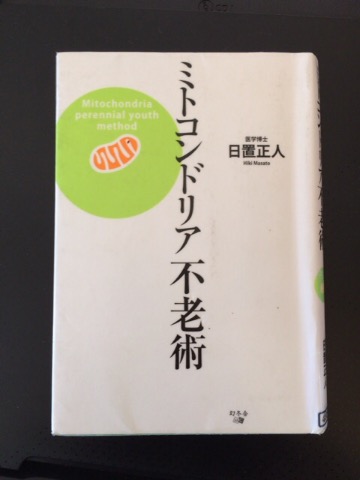 Mitochondria
perennial youth
method
ミトコンドリア不老術
医学博士
日置正人
Hiki Masato
幻冬舎